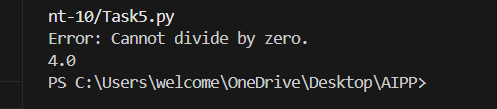 nt-10/Task5.py
Error: Cannot divide by zero.
4.0
PS C:\Users\welcome\OneDrive\Desktop\AIPP>